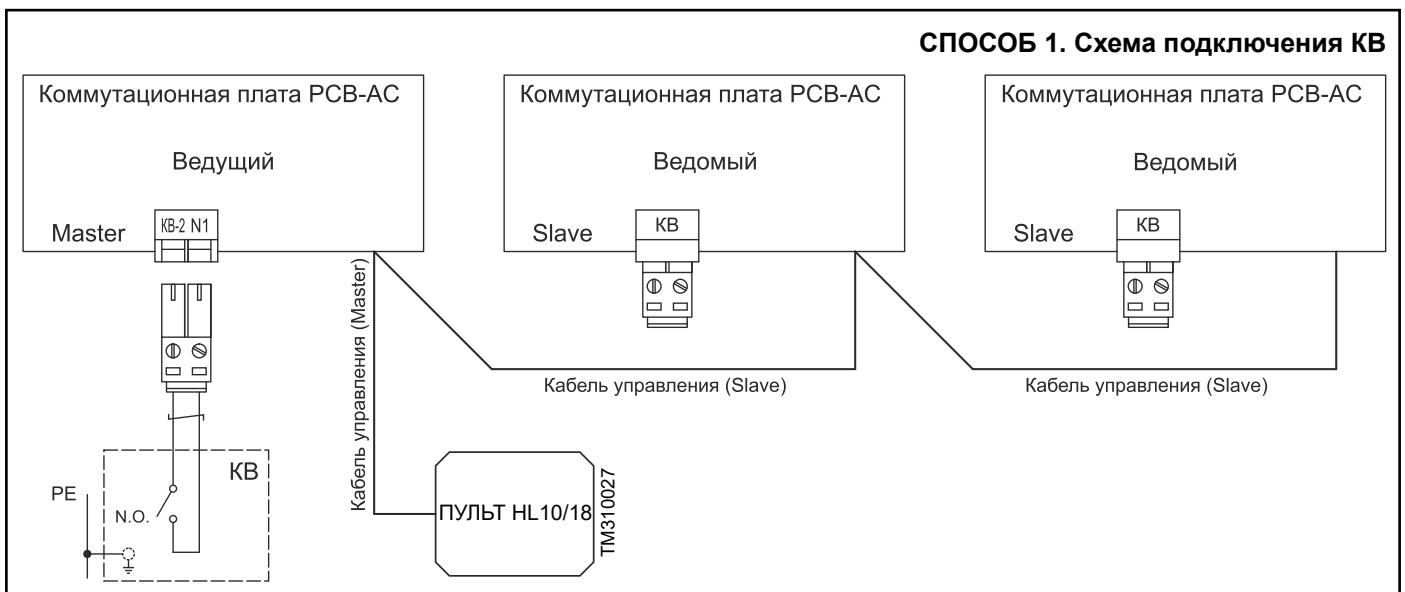 СПОСОБ 1. Схема подключения КВ
Коммутационная плата PCB-AC
Ведущий
Master
КВ-2 N1
Коммутационная плата PCB-AC
Ведомый
Slave
КВ
Коммутационная плата PCB-AC
Ведомый
Slave
КВ
Кабель управления (Master)
Кабель управления (Slave)
Кабель управления (Slave)
КВ
PE
N.O.
ПУЛЬТ HL10/18
TM310027